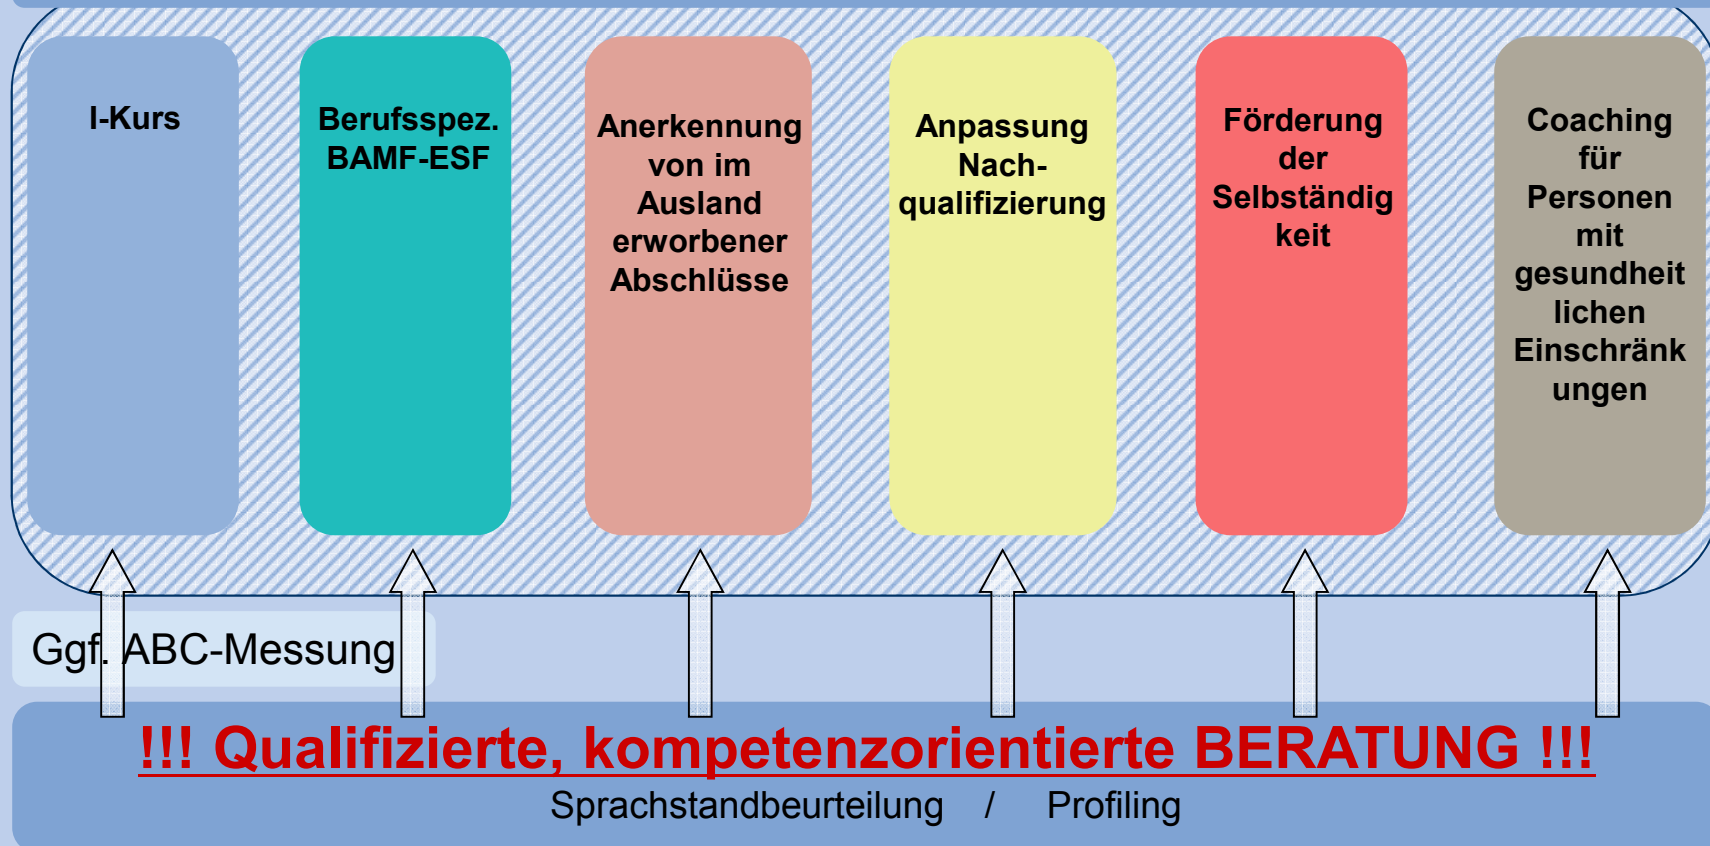 I-Kurs
Berufsspez.
BAMF-ESF
Anerkennung
von im
Ausland
erworbener
Abschlüsse
Anpassung
Nach-
qualifizierung
Förderung
der
Selbständig
keit
Coaching
für
Personen
mit
gesundheit
lichen
Einschränk
ungen
Ggf. ABC-Messung
!!! Qualifizierte, kompetenzorientierte BERATUNG !!!
Sprachstandbeurteilung / Profiling